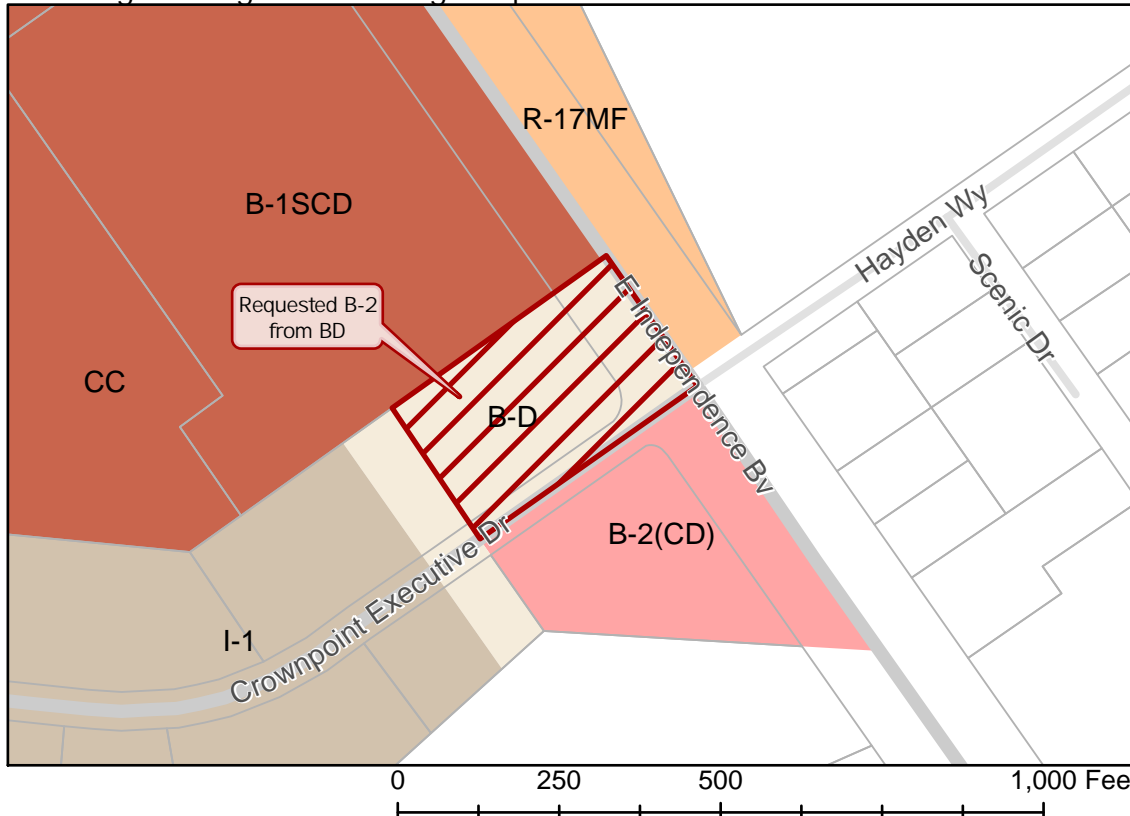 R-17MF
B-1SCD
Hayden Wy
Scenic Dr
Requested B-2
from BD
E Independence Bv
CC
B-D
B-2(CD)
Crownpoint Executive Dr
I-1
0 250 500 1,000 Fee